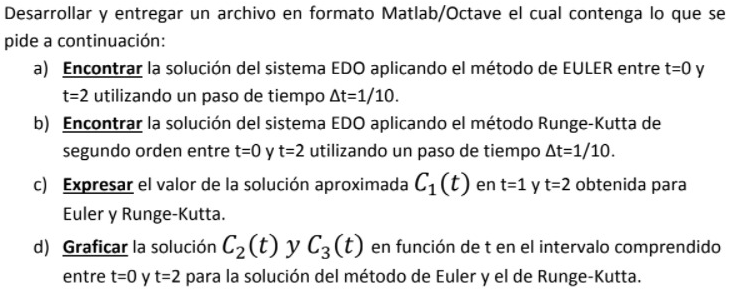 Desarrollar y entregar un archivo en formato Matlab/Octave el cual contenga lo que se
pide a continuación:
a) Encontrar la solución del sistema EDO aplicando el método de EULER entre t=0 y
t=2 utilizando un paso de tiempo Δt=1/10.
b) Encontrar la solución del sistema EDO aplicando el método Runge-Kutta de
segundo orden entre t=0 y t=2 utilizando un paso de tiempo Δt=1/10.
c) Expresar el valor de la solución aproximada C₁(t) en t=1 y t=2 obtenida para
Euler y Runge-Kutta.
d) Graficar la solución C₂(t) y C₃(t) en función de t en el intervalo comprendido
entre t=0 y t=2 para la solución del método de Euler y el de Runge-Kutta.